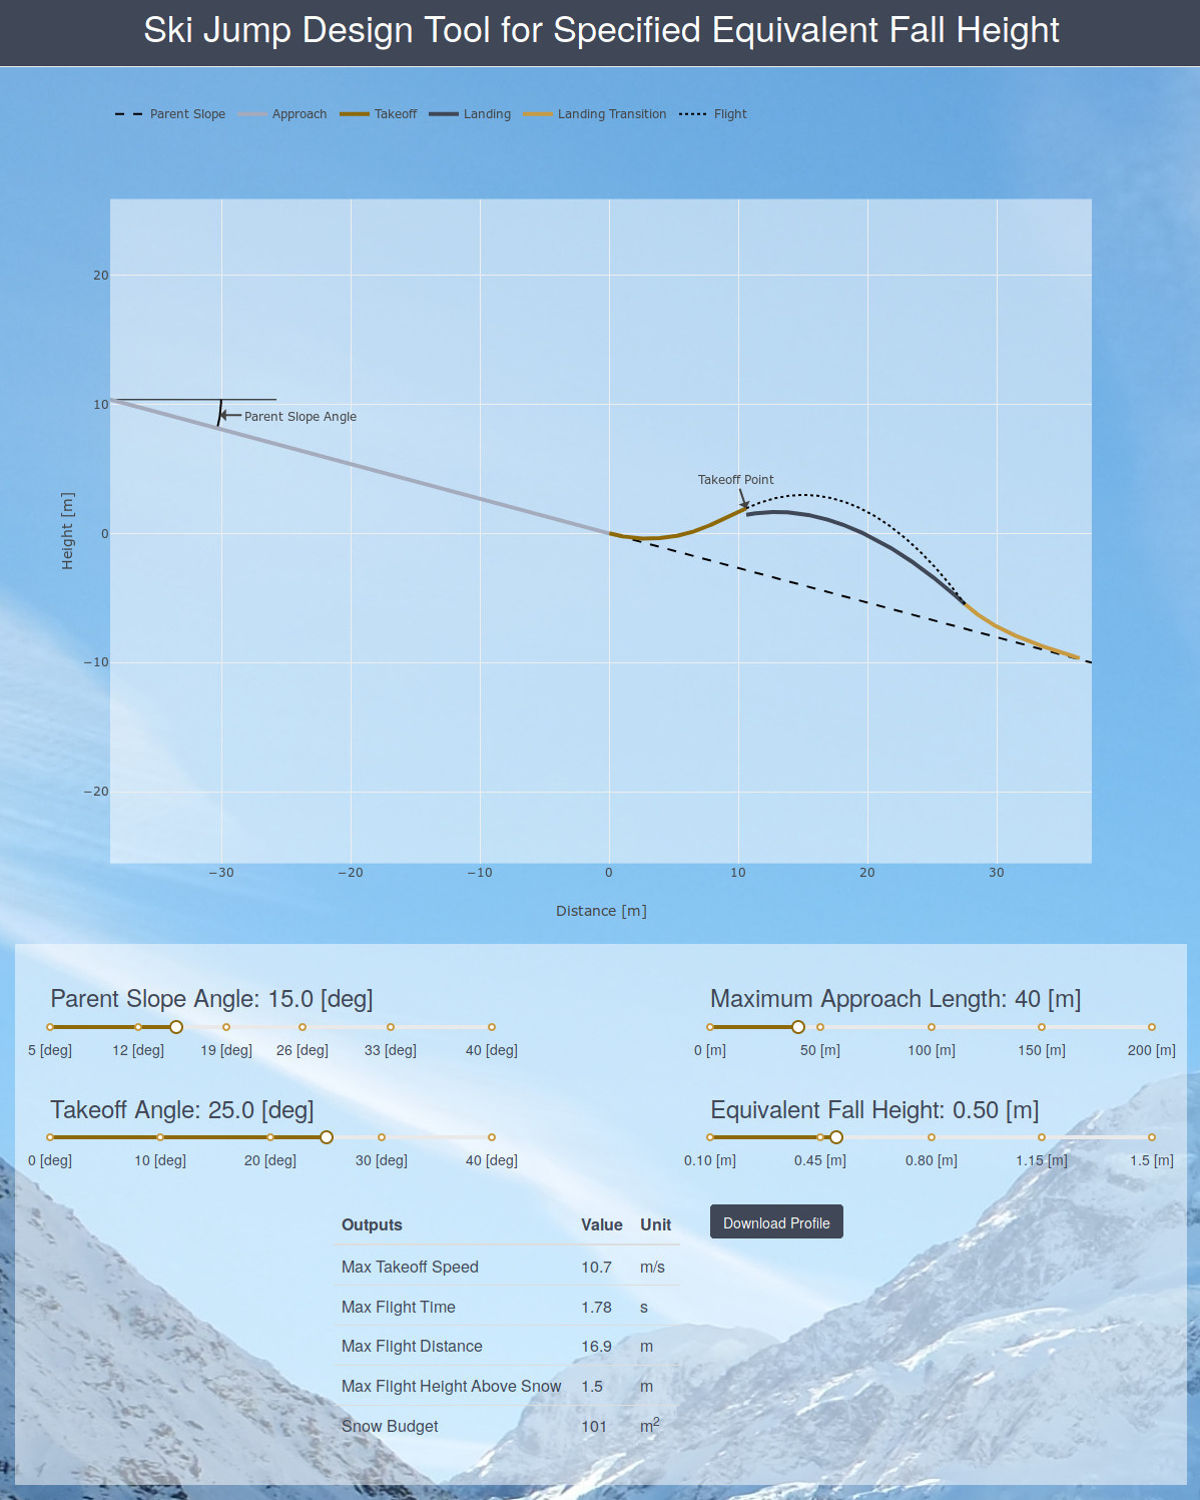 Ski Jump Design Tool for Specified Equivalent Fall Height
Parent Slope Approach Takeoff Landing Landing Transition Flight
20
10
0
−10
−20
Height [m]
Parent Slope Angle
Takeoff Point
−30 −20 −10 0 10 20 30
Distance [m]
Parent Slope Angle: 15.0 [deg]
5 [deg] 12 [deg] 19 [deg] 26 [deg] 33 [deg] 40 [deg]
Maximum Approach Length: 40 [m]
0 [m] 50 [m] 100 [m] 150 [m] 200 [m]
Takeoff Angle: 25.0 [deg]
0 [deg] 10 [deg] 20 [deg] 30 [deg] 40 [deg]
Equivalent Fall Height: 0.50 [m]
0.10 [m] 0.45 [m] 0.80 [m] 1.15 [m] 1.5 [m]
Outputs Value Unit
Max Takeoff Speed 10.7 m/s
Max Flight Time 1.78 s
Max Flight Distance 16.9 m
Max Flight Height Above Snow 1.5 m
Snow Budget 101 m²
Download Profile